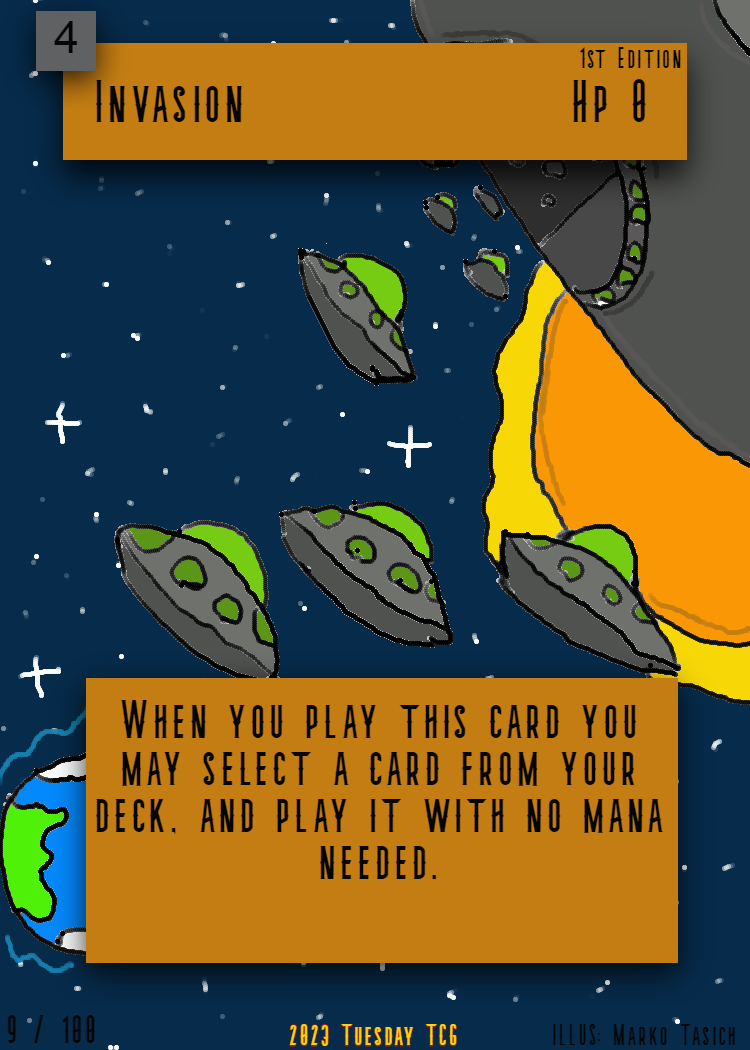 4
1st Edition
Invasion Hp 0
When you play this card you
may select a card from your
deck. and play it with no mana
needed.
9 / 100
2023 Tuesday TCG
Illus: Marko Tasich